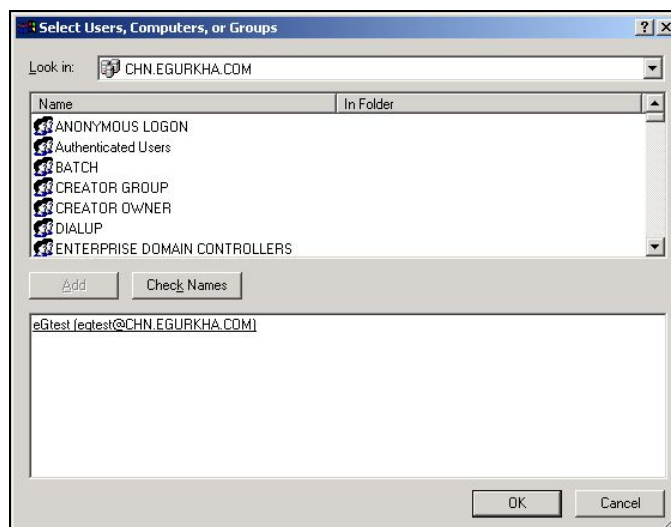 Select Users, Computers, or Groups
Look in: CHN.EGURKHA.COM
Name In Folder
ANONYMOUS LOGON
Authenticated Users
BATCH
CREATOR GROUP
CREATOR OWNER
DIALUP
ENTERPRISE DOMAIN CONTROLLERS
Add Check Names
eGtest (eqtest@CHN.EGURKHA.COM)
OK Cancel